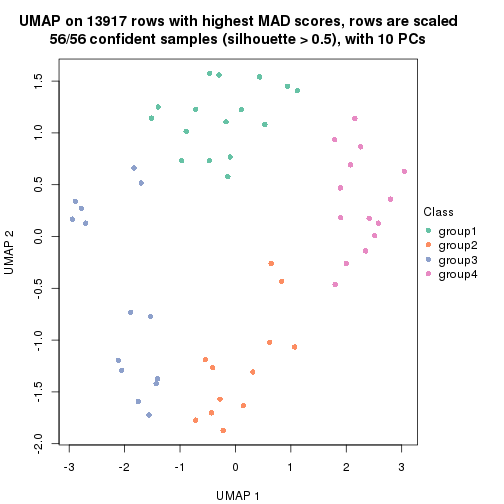 UMAP on 13917 rows with highest MAD scores, rows are scaled
56/56 confident samples (silhouette > 0.5), with 10 PCs
1.5
1.0
0.5
0.0
-0.5
-1.0
-1.5
-2.0
UMAP 2
-3
-2
-1
0
1
2
3
UMAP 1
Class
group1
group2
group3
group4